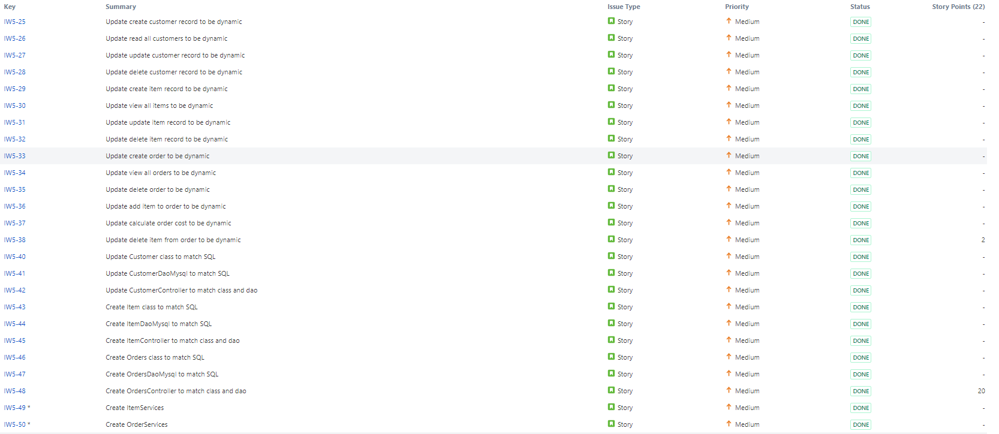 Key Summary Issue Type Priority Status Story Points (22)
IW5-25 Update create customer record to be dynamic Story Medium DONE -
IW5-26 Update read all customers to be dynamic Story Medium DONE -
IW5-27 Update update customer record to be dynamic Story Medium DONE -
IW5-28 Update delete customer record to be dynamic Story Medium DONE -
IW5-29 Update create item record to be dynamic Story Medium DONE -
IW5-30 Update view all items to be dynamic Story Medium DONE -
IW5-31 Update update item record to be dynamic Story Medium DONE -
IW5-32 Update delete item record to be dynamic Story Medium DONE -
IW5-33 Update create order to be dynamic Story Medium DONE -
IW5-34 Update view all orders to be dynamic Story Medium DONE -
IW5-35 Update delete order to be dynamic Story Medium DONE -
IW5-36 Update add item to order to be dynamic Story Medium DONE -
IW5-37 Update calculate order cost to be dynamic Story Medium DONE -
IW5-38 Update delete item from order to be dynamic Story Medium DONE 2
IW5-40 Update Customer class to match SQL Story Medium DONE -
IW5-41 Update CustomerDaoMysql to match SQL Story Medium DONE -
IW5-42 Update CustomerController to match class and dao Story Medium DONE -
IW5-43 Create Item class to match SQL Story Medium DONE -
IW5-44 Create ItemDaoMysql to match SQL Story Medium DONE -
IW5-45 Create ItemController to match class and dao Story Medium DONE -
IW5-46 Create Orders class to match SQL Story Medium DONE -
IW5-47 Create OrdersDaoMysql to match SQL Story Medium DONE -
IW5-48 Create OrdersController to match class and dao Story Medium DONE 20
IW5-49 * Create ItemServices Story Medium DONE -
IW5-50 * Create OrderServices Story Medium DONE -